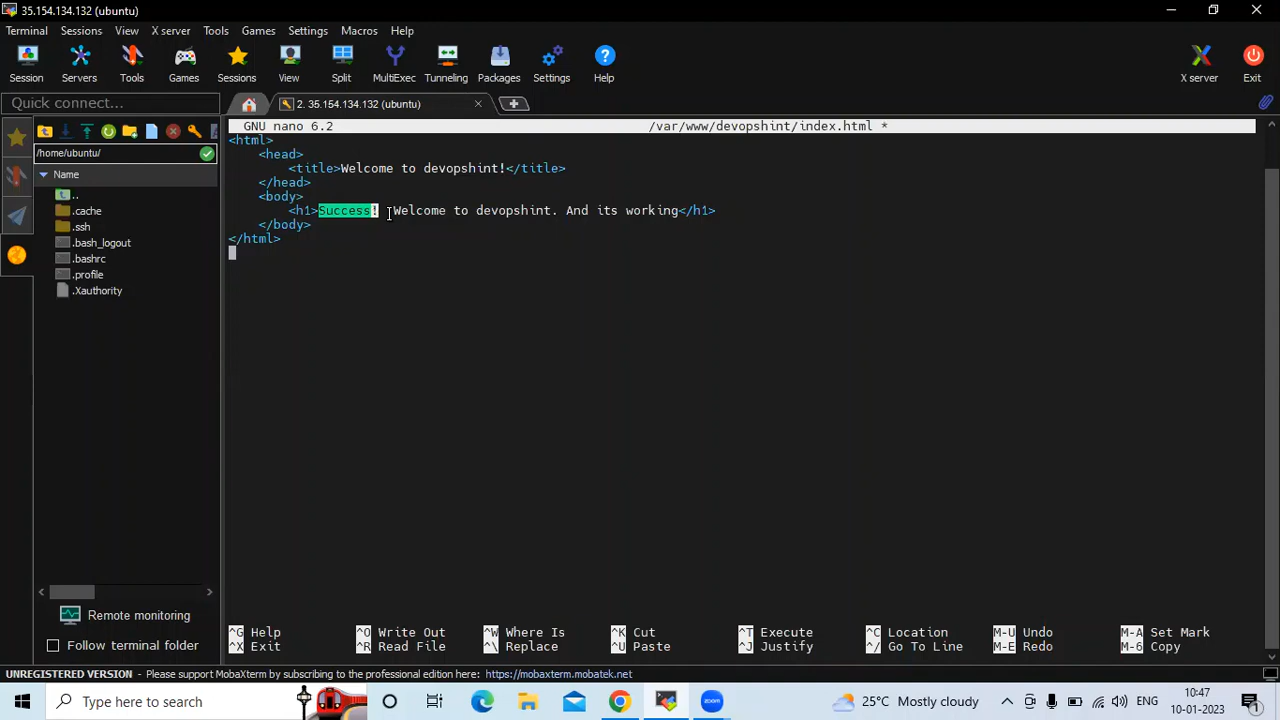 35.154.134.132 (ubuntu)
Terminal Sessions View X server Tools Games Settings Macros Help
Session Servers Tools Games Sessions View Split MultiExec Tunneling Packages Settings Help X server Exit
Quick connect...
2. 35.154.134.132 (ubuntu)
/home/ubuntu/
Name
..
.cache
.ssh
.bash_logout
.bashrc
.profile
.Xauthority
Remote monitoring
Follow terminal folder
GNU nano 6.2 /var/www/devopshint/index.html *
<html>
<head>
<title>Welcome to devopshint!</title>
</head>
<body>
<h1>Success! Welcome to devopshint. And its working</h1>
</body>
</html>
^G Help ^O Write Out ^W Where Is ^K Cut ^T Execute ^C Location M-U Undo M-A Set Mark
^X Exit ^R Read File ^\ Replace ^U Paste ^J Justify ^/ Go To Line M-E Redo M-6 Copy
UNREGISTERED VERSION - Please support MobaXterm by subscribing to the professional edition here: https://mobaxterm.mobatek.net
Type here to search
zoom
25°C Mostly cloudy
ENG
10:47
10-01-2023
1